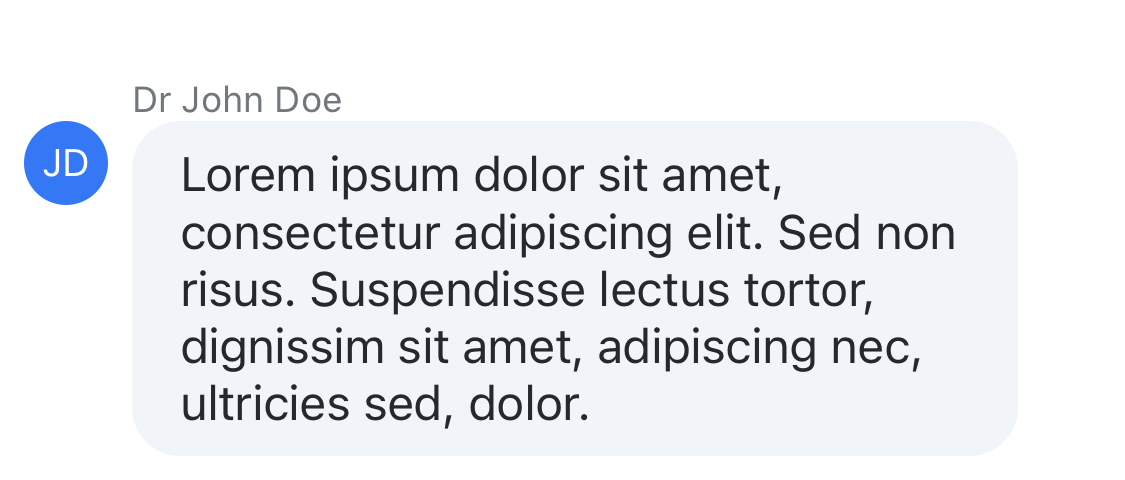 Dr John Doe
JD
Lorem ipsum dolor sit amet,
consectetur adipiscing elit. Sed non
risus. Suspendisse lectus tortor,
dignissim sit amet, adipiscing nec,
ultricies sed, dolor.